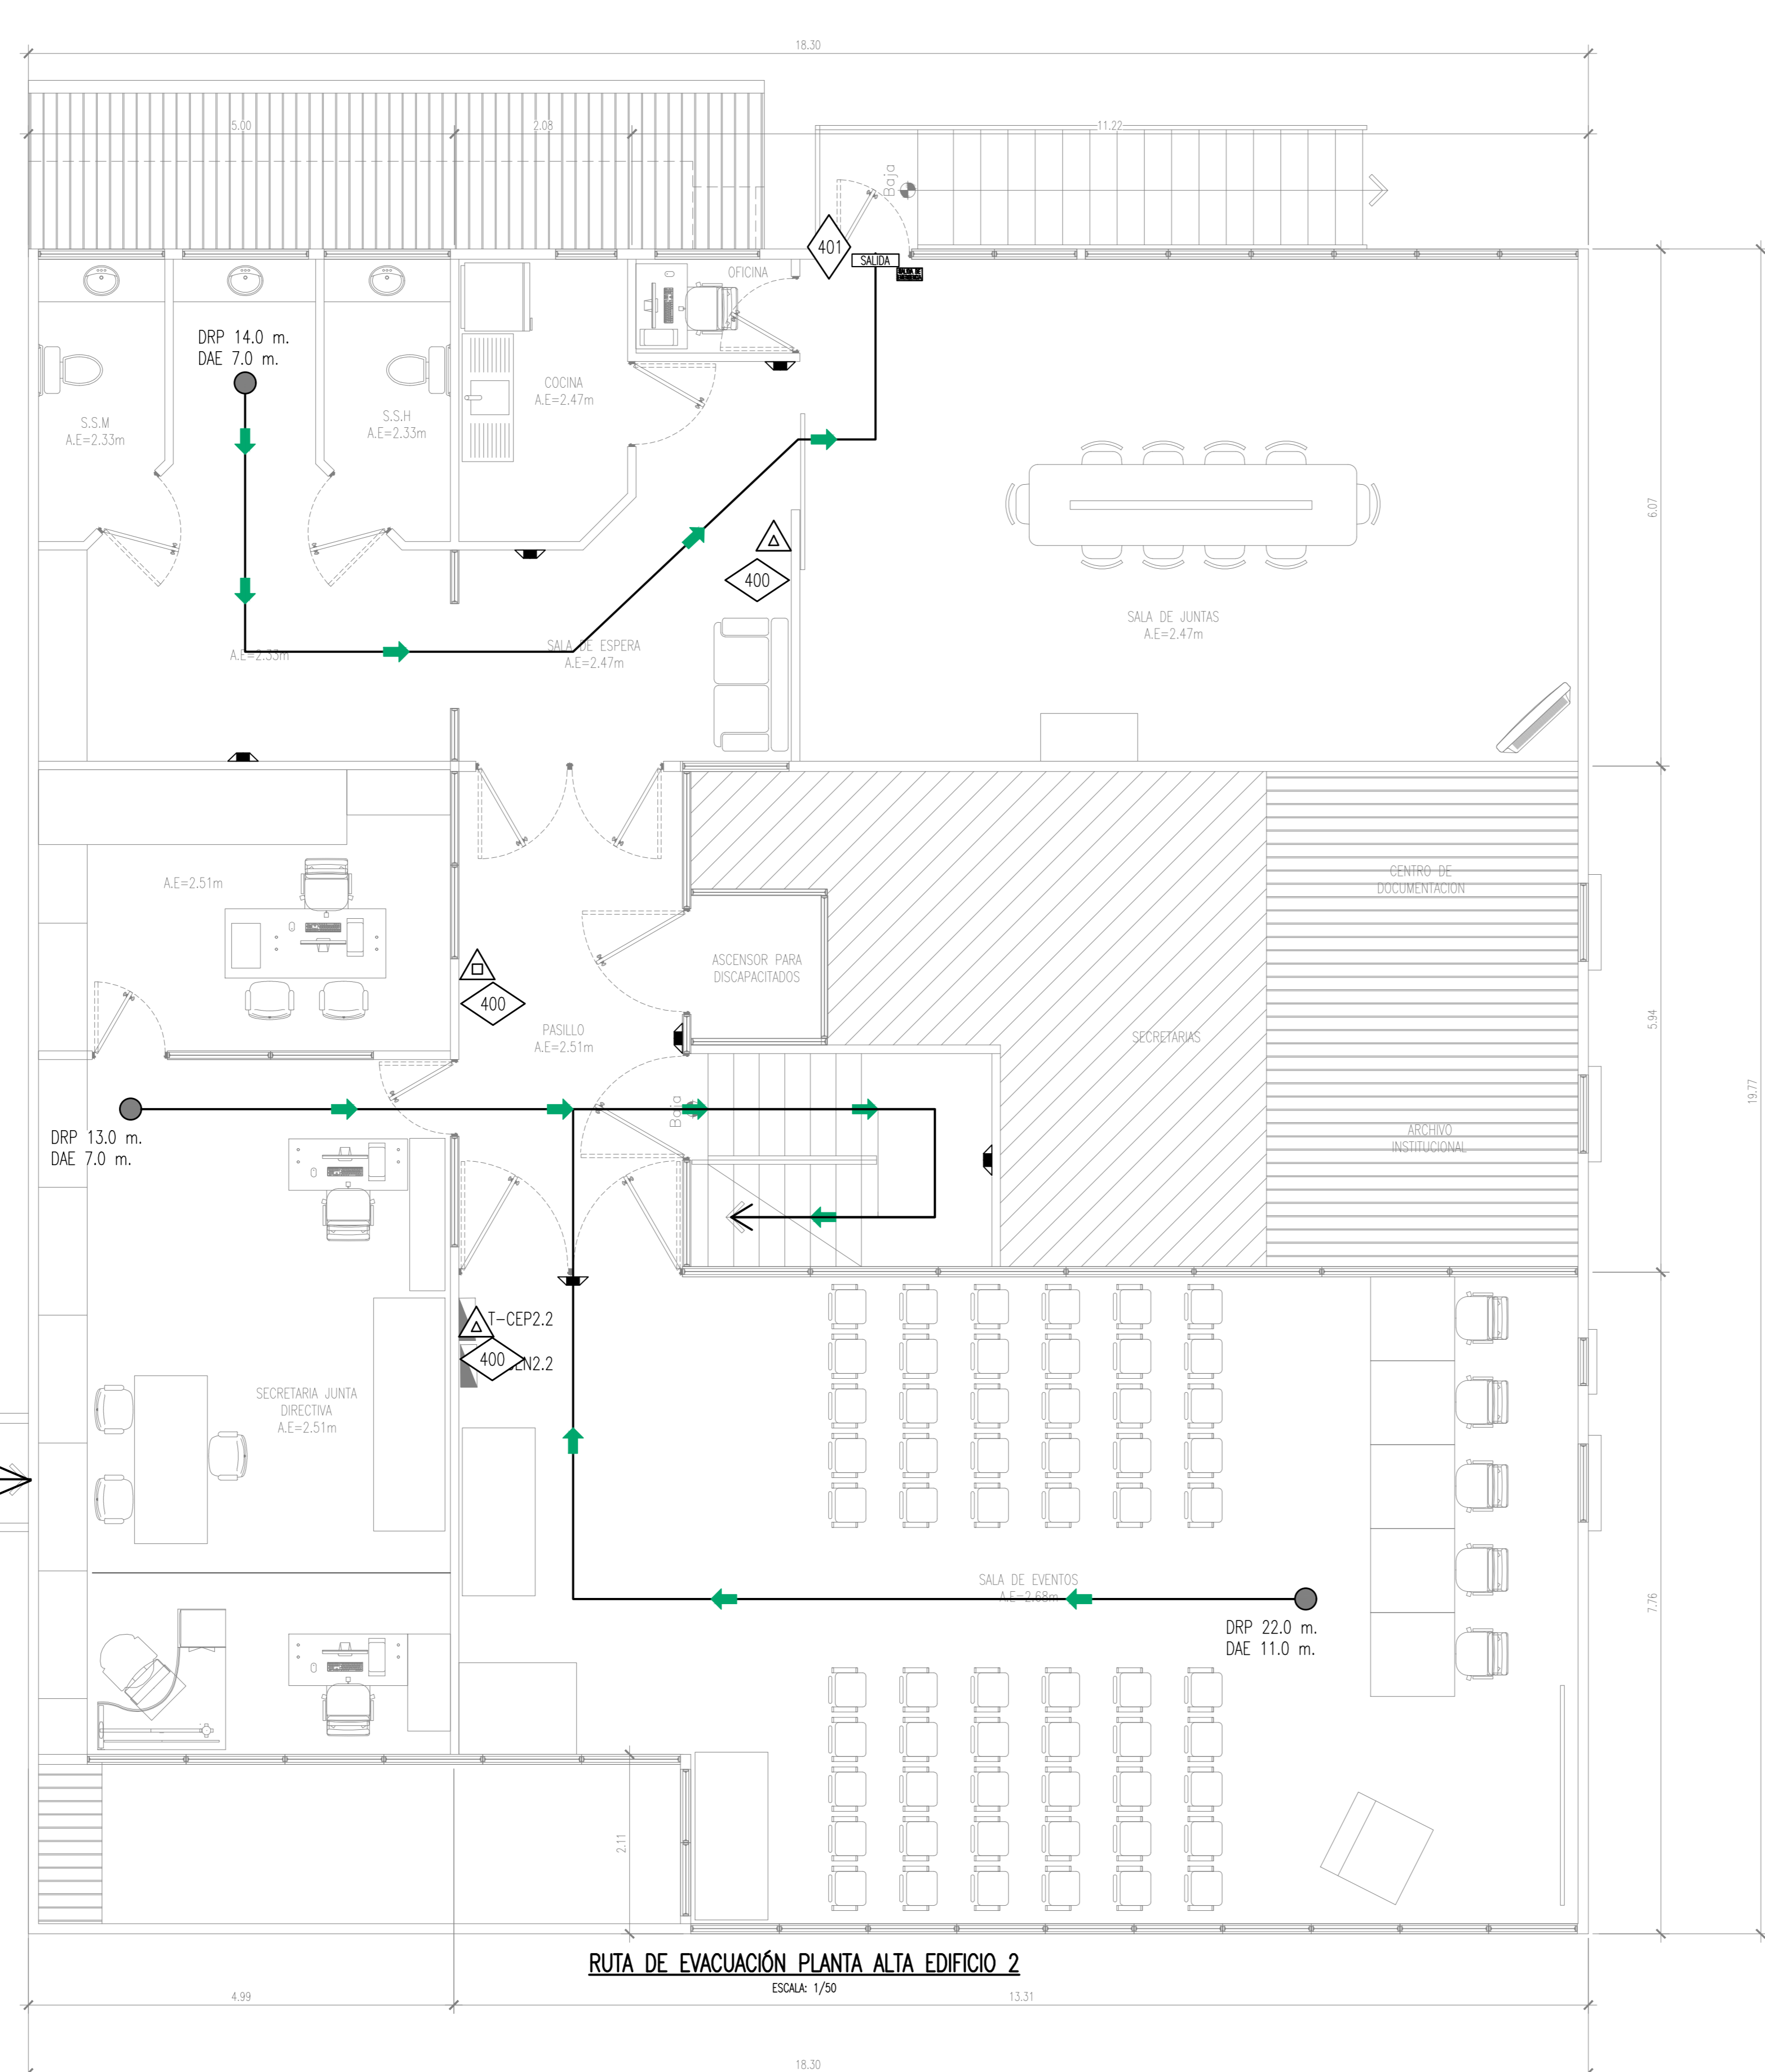 18.30
5.00
2.08
11.22
Baja
401
SALIDA
SALIDA DE
EMERGENCIA
OFICINA
DRP 14.0 m.
DAE 7.0 m.
COCINA
A.E=2.47m
S.S.M
A.E=2.33m
S.S.H
A.E=2.33m
6.07
400
SALA DE JUNTAS
A.E=2.47m
A.E=2.33m
SALA DE ESPERA
A.E=2.47m
CENTRO DE
DOCUMENTACION
A.E=2.51m
ASCENSOR PARA
DISCAPACITADOS
400
PASILLO
A.E=2.51m
SECRETARIAS
5.94
19.77
Baja
DRP 13.0 m.
DAE 7.0 m.
ARCHIVO
INSTITUCIONAL
T-CEP2.2
400
EN2.2
SECRETARIA JUNTA
DIRECTIVA
A.E=2.51m
SALA DE EVENTOS
A.E=2.68m
DRP 22.0 m.
DAE 11.0 m.
7.76
2.11
RUTA DE EVACUACIÓN PLANTA ALTA EDIFICIO 2
ESCALA: 1/50
4.99
13.31
18.30